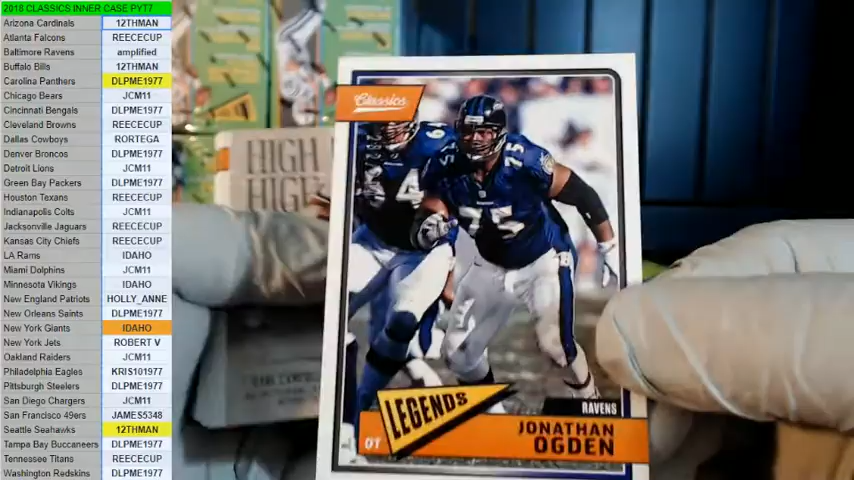 2018 CLASSICS INNER CASE PYT7
Arizona Cardinals 12THMAN
Atlanta Falcons REECECUP
Baltimore Ravens amplified
Buffalo Bills 12THMAN
Carolina Panthers DLPME1977
Chicago Bears JCM11
Cincinnati Bengals DLPME1977
Cleveland Browns REECECUP
Dallas Cowboys RORTEGA
Denver Broncos DLPME1977
Detroit Lions JCM11
Green Bay Packers DLPME1977
Houston Texans REECECUP
Indianapolis Colts JCM11
Jacksonville Jaguars REECECUP
Kansas City Chiefs REECECUP
LA Rams IDAHO
Miami Dolphins JCM11
Minnesota Vikings IDAHO
New England Patriots HOLLY_ANNE
New Orleans Saints DLPME1977
New York Giants IDAHO
New York Jets ROBERT V
Oakland Raiders JCM11
Philadelphia Eagles KRIS101977
Pittsburgh Steelers DLPME1977
San Diego Chargers JCM11
San Francisco 49ers JAMES5348
Seattle Seahawks 12THMAN
Tampa Bay Buccaneers DLPME1977
Tennessee Titans REECECUP
Washington Redskins DLPME1977
HIGH
HIGH
Classics
75
75
LEGENDS
RAVENS
OT
JONATHAN
OGDEN